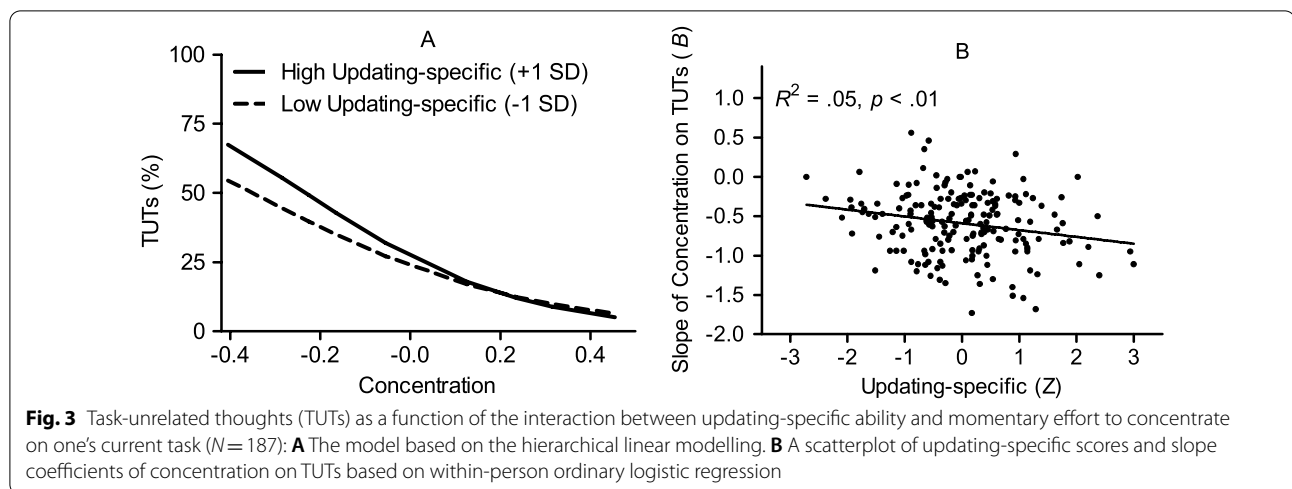 A
100
75
50
25
0
TUTs (%)
High Updating-specific (+1 SD)
Low Updating-specific (-1 SD)
-0.4
-0.2
-0.0
0.2
0.4
Concentration
B
Slope of Concentration on TUTs (B)
R² = .05, p < .01
1.0
0.5
0.0
-0.5
-1.0
-1.5
-2.0
-3
-2
-1
0
1
2
3
Updating-specific (Z)
Fig. 3 Task-unrelated thoughts (TUTs) as a function of the interaction between updating-specific ability and momentary effort to concentrate
on one's current task (N = 187): A The model based on the hierarchical linear modelling. B A scatterplot of updating-specific scores and slope
coefficients of concentration on TUTs based on within-person ordinary logistic regression